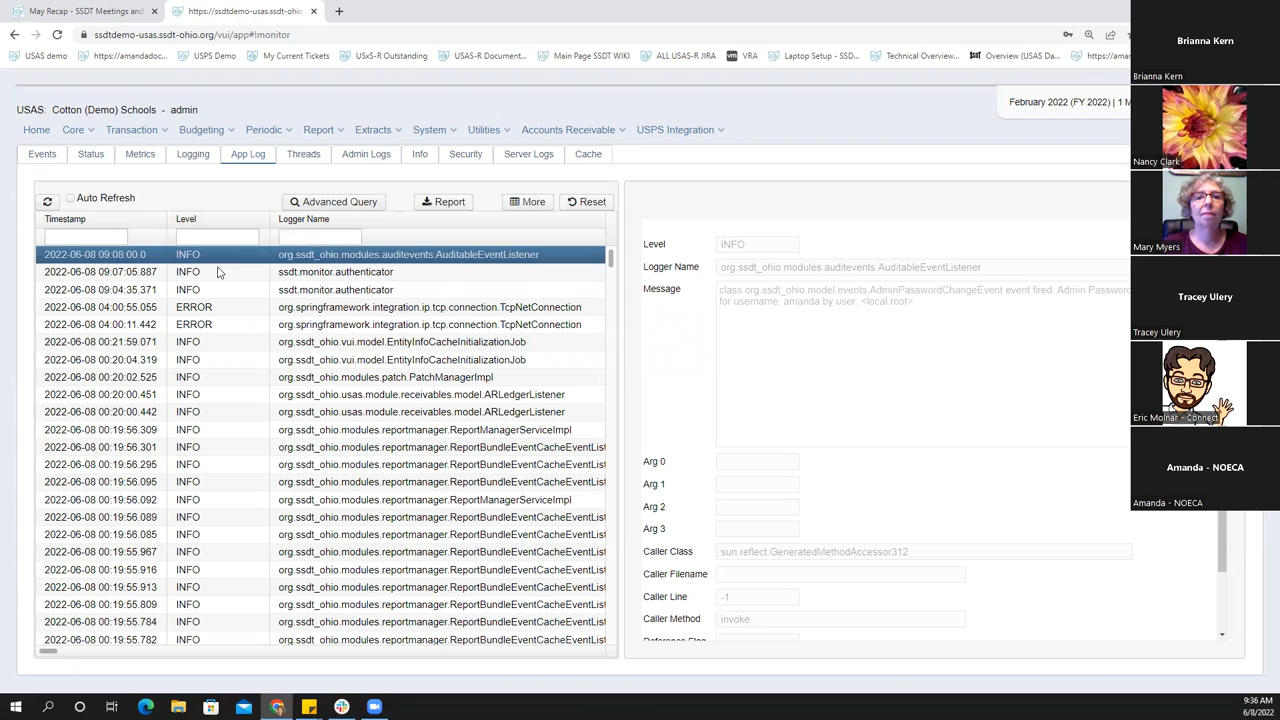 May Recap - SSDT Meetings and
https://ssdtdemo-usas.ssdt-ohio
ssdtdemo-usas.ssdt-ohio.org/vui/app#!monitor
USAS demo
https://amandadoc...
USPS Demo
My Current Tickets
USxS-R Outstandin...
USAS-R Document...
Main Page SSDT WIKI
ALL USAS-R JIRA
VRA
Laptop Setup - SSD...
Technical Overview...
Overview (USAS Da...
https://ama
USAS: Cotton (Demo) Schools - admin
February 2022 (FY 2022) | 1 M
Home Core Transaction Budgeting Periodic Report Extracts System Utilities Accounts Receivable USPS Integration
Events Status Metrics Logging App Log Threads Admin Logs Info Security Server Logs Cache
Auto Refresh
Advanced Query
Report
More
Reset
Timestamp Level Logger Name
2022-06-08 09:08:00.0 INFO org.ssdt_ohio.modules.auditevents.AuditableEventListener
2022-06-08 09:07:05.887 INFO ssdt.monitor.authenticator
2022-06-08 09:04:35.371 INFO ssdt.monitor.authenticator
2022-06-08 04:00:25.055 ERROR org.springframework.integration.ip.tcp.connection.TcpNetConnection
2022-06-08 04:00:11.442 ERROR org.springframework.integration.ip.tcp.connection.TcpNetConnection
2022-06-08 00:21:59.071 INFO org.ssdt_ohio.vui.model.EntityInfoCacheInitializationJob
2022-06-08 00:20:04.319 INFO org.ssdt_ohio.vui.model.EntityInfoCacheInitializationJob
2022-06-08 00:20:02.525 INFO org.ssdt_ohio.modules.patch.PatchManagerImpl
2022-06-08 00:20:00.451 INFO org.ssdt_ohio.usas.module.receivables.model.ARLedgerListener
2022-06-08 00:20:00.442 INFO org.ssdt_ohio.usas.module.receivables.model.ARLedgerListener
2022-06-08 00:19:56.309 INFO org.ssdt_ohio.modules.reportmanager.ReportManagerServiceImpl
2022-06-08 00:19:56.301 INFO org.ssdt_ohio.modules.reportmanager.ReportBundleEventCacheEventList
2022-06-08 00:19:56.295 INFO org.ssdt_ohio.modules.reportmanager.ReportBundleEventCacheEventList
2022-06-08 00:19:56.095 INFO org.ssdt_ohio.modules.reportmanager.ReportBundleEventCacheEventList
2022-06-08 00:19:56.092 INFO org.ssdt_ohio.modules.reportmanager.ReportManagerServiceImpl
2022-06-08 00:19:56.089 INFO org.ssdt_ohio.modules.reportmanager.ReportBundleEventCacheEventList
2022-06-08 00:19:56.085 INFO org.ssdt_ohio.modules.reportmanager.ReportBundleEventCacheEventList
2022-06-08 00:19:55.967 INFO org.ssdt_ohio.modules.reportmanager.ReportBundleEventCacheEventList
2022-06-08 00:19:55.916 INFO org.ssdt_ohio.modules.reportmanager.ReportBundleEventCacheEventList
2022-06-08 00:19:55.913 INFO org.ssdt_ohio.modules.reportmanager.ReportBundleEventCacheEventList
2022-06-08 00:19:55.809 INFO org.ssdt_ohio.modules.reportmanager.ReportBundleEventCacheEventList
2022-06-08 00:19:55.784 INFO org.ssdt_ohio.modules.reportmanager.ReportBundleEventCacheEventList
2022-06-08 00:19:55.782 INFO org.ssdt_ohio.modules.reportmanager.ReportBundleEventCacheEventList
Level INFO
Logger Name org.ssdt_ohio.modules.auditevents.AuditableEventListener
Message class org.ssdt_ohio.model.events.AdminPasswordChangeEvent event fired: Admin Password
for username: amanda by user: <local.root>
Arg 0
Arg 1
Arg 2
Arg 3
Caller Class sun.reflect.GeneratedMethodAccessor312
Caller Filename
Caller Line -1
Caller Method invoke
Brianna Kern
Brianna Kern
Nancy Clark
Mary Myers
Tracey Ulery
Tracey Ulery
Eric Molnar - Connect
Amanda - NOECA
Amanda - NOECA
9:36 AM
6/8/2022